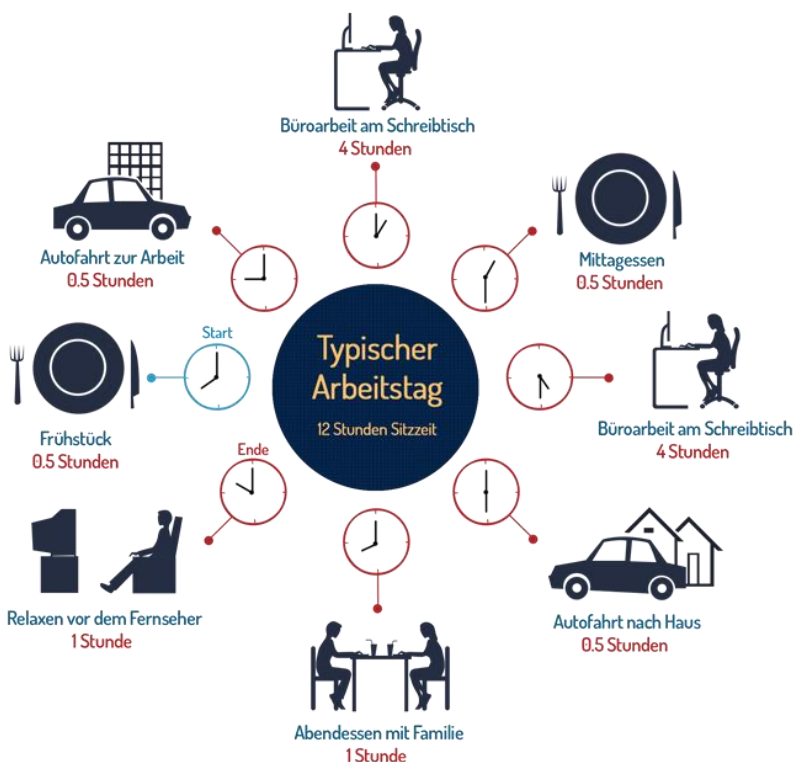 Büroarbeit am Schreibtisch
4 Stunden
Autofahrt zur Arbeit
0.5 Stunden
Mittagessen
0.5 Stunden
Start
Typischer
Arbeitstag
12 Stunden Sitzzeit
Frühstück
0.5 Stunden
Büroarbeit am Schreibtisch
4 Stunden
Ende
Relaxen vor dem Fernseher
1 Stunde
Autofahrt nach Haus
0.5 Stunden
Abendessen mit Familie
1 Stunde